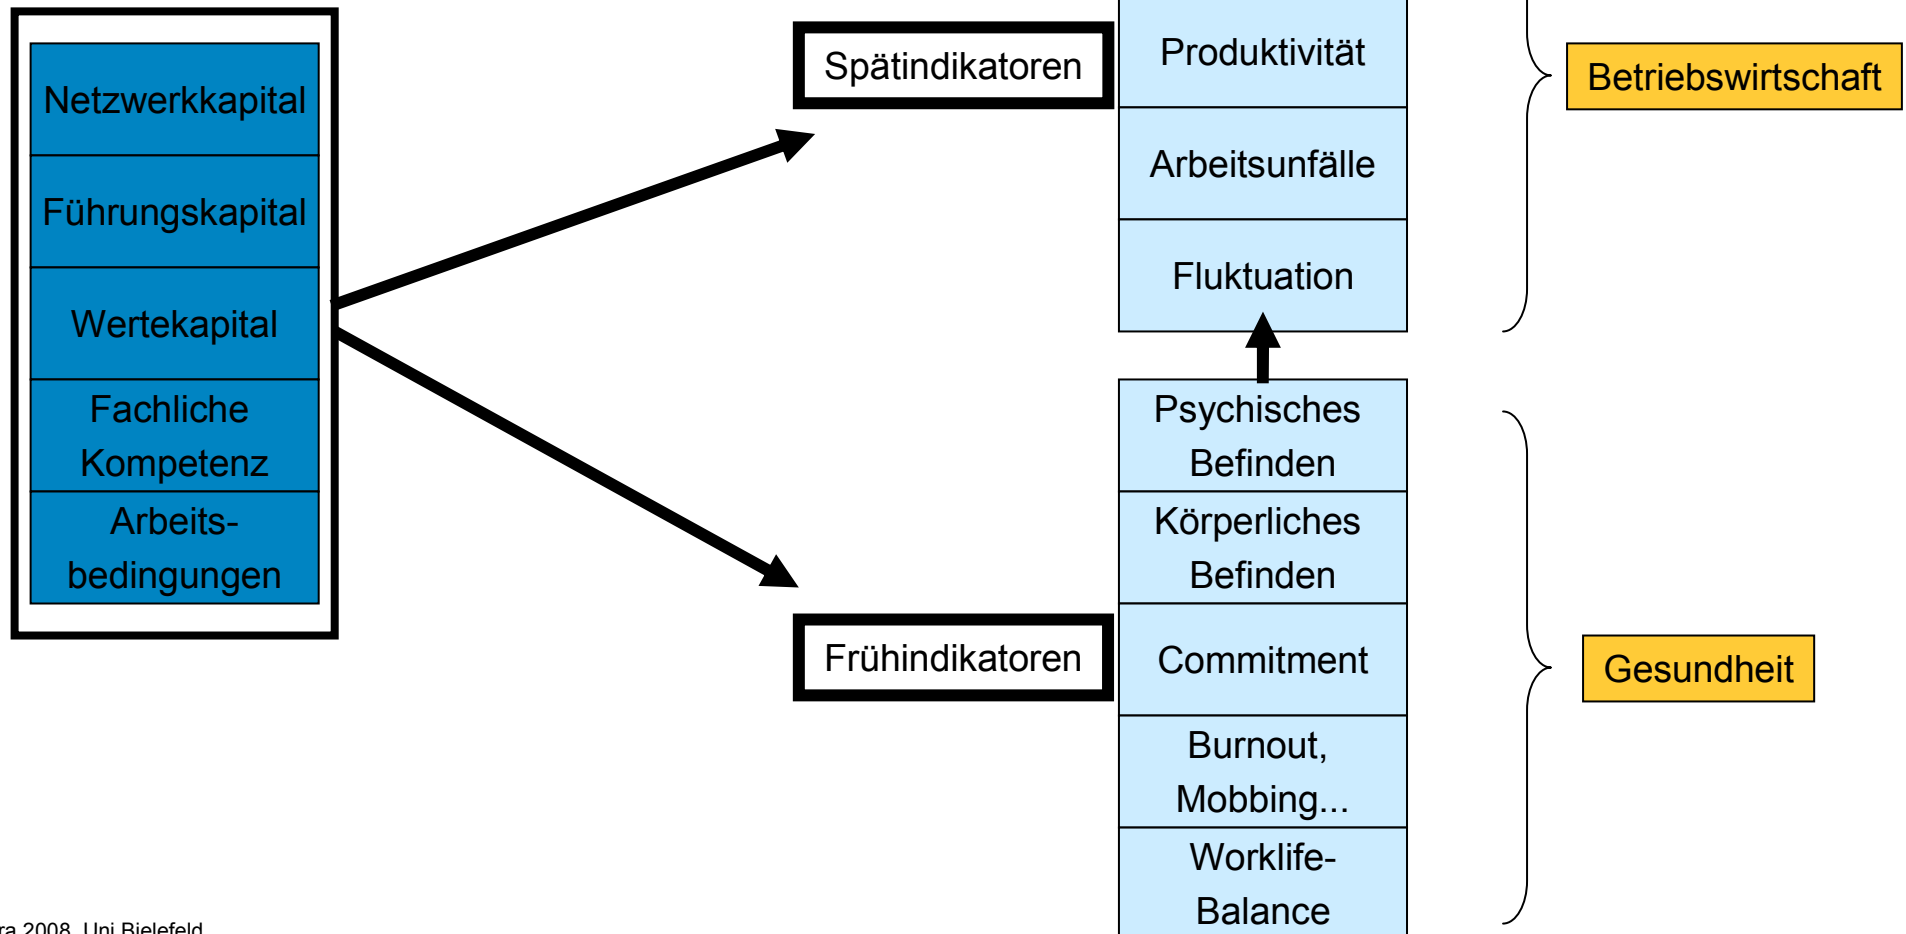 Netzwerkkapital
Führungskapital
Wertekapital
Fachliche
Kompetenz
Arbeits-
bedingungen
Spätindikatoren
Produktivität
Arbeitsunfälle
Fluktuation
Betriebswirtschaft
Frühindikatoren
Psychisches
Befinden
Körperliches
Befinden
Commitment
Burnout,
Mobbing...
Worklife-
Balance
Gesundheit
2008, Uni Bielefeld